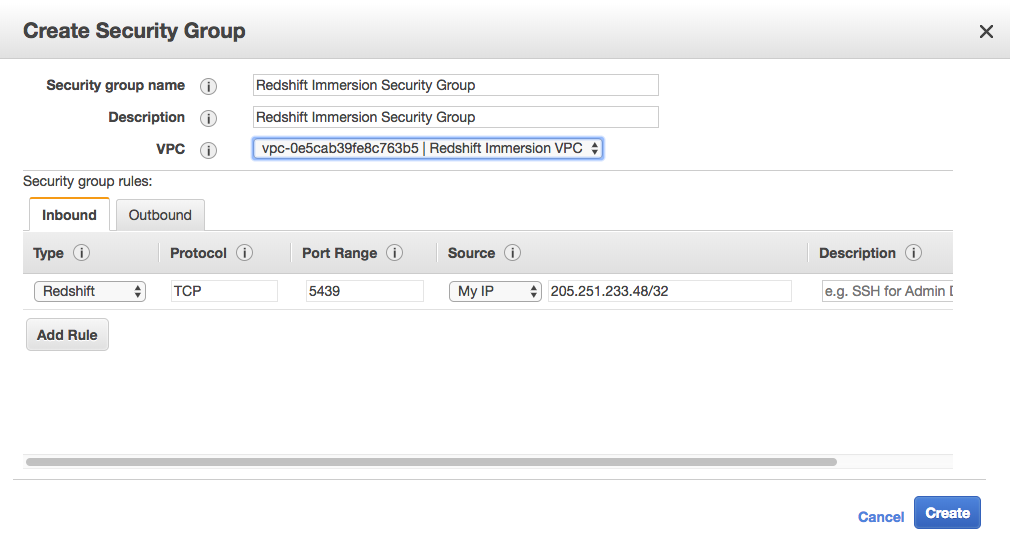 Create Security Group
Security group name i Redshift Immersion Security Group
Description i Redshift Immersion Security Group
VPC i vpc-0e5cab39fe8c763b5 | Redshift Immersion VPC
Security group rules:
Inbound Outbound
Type i Protocol i Port Range i Source i Description i
Redshift TCP 5439 My IP 205.251.233.48/32 e.g. SSH for Admin D
Add Rule
Cancel Create